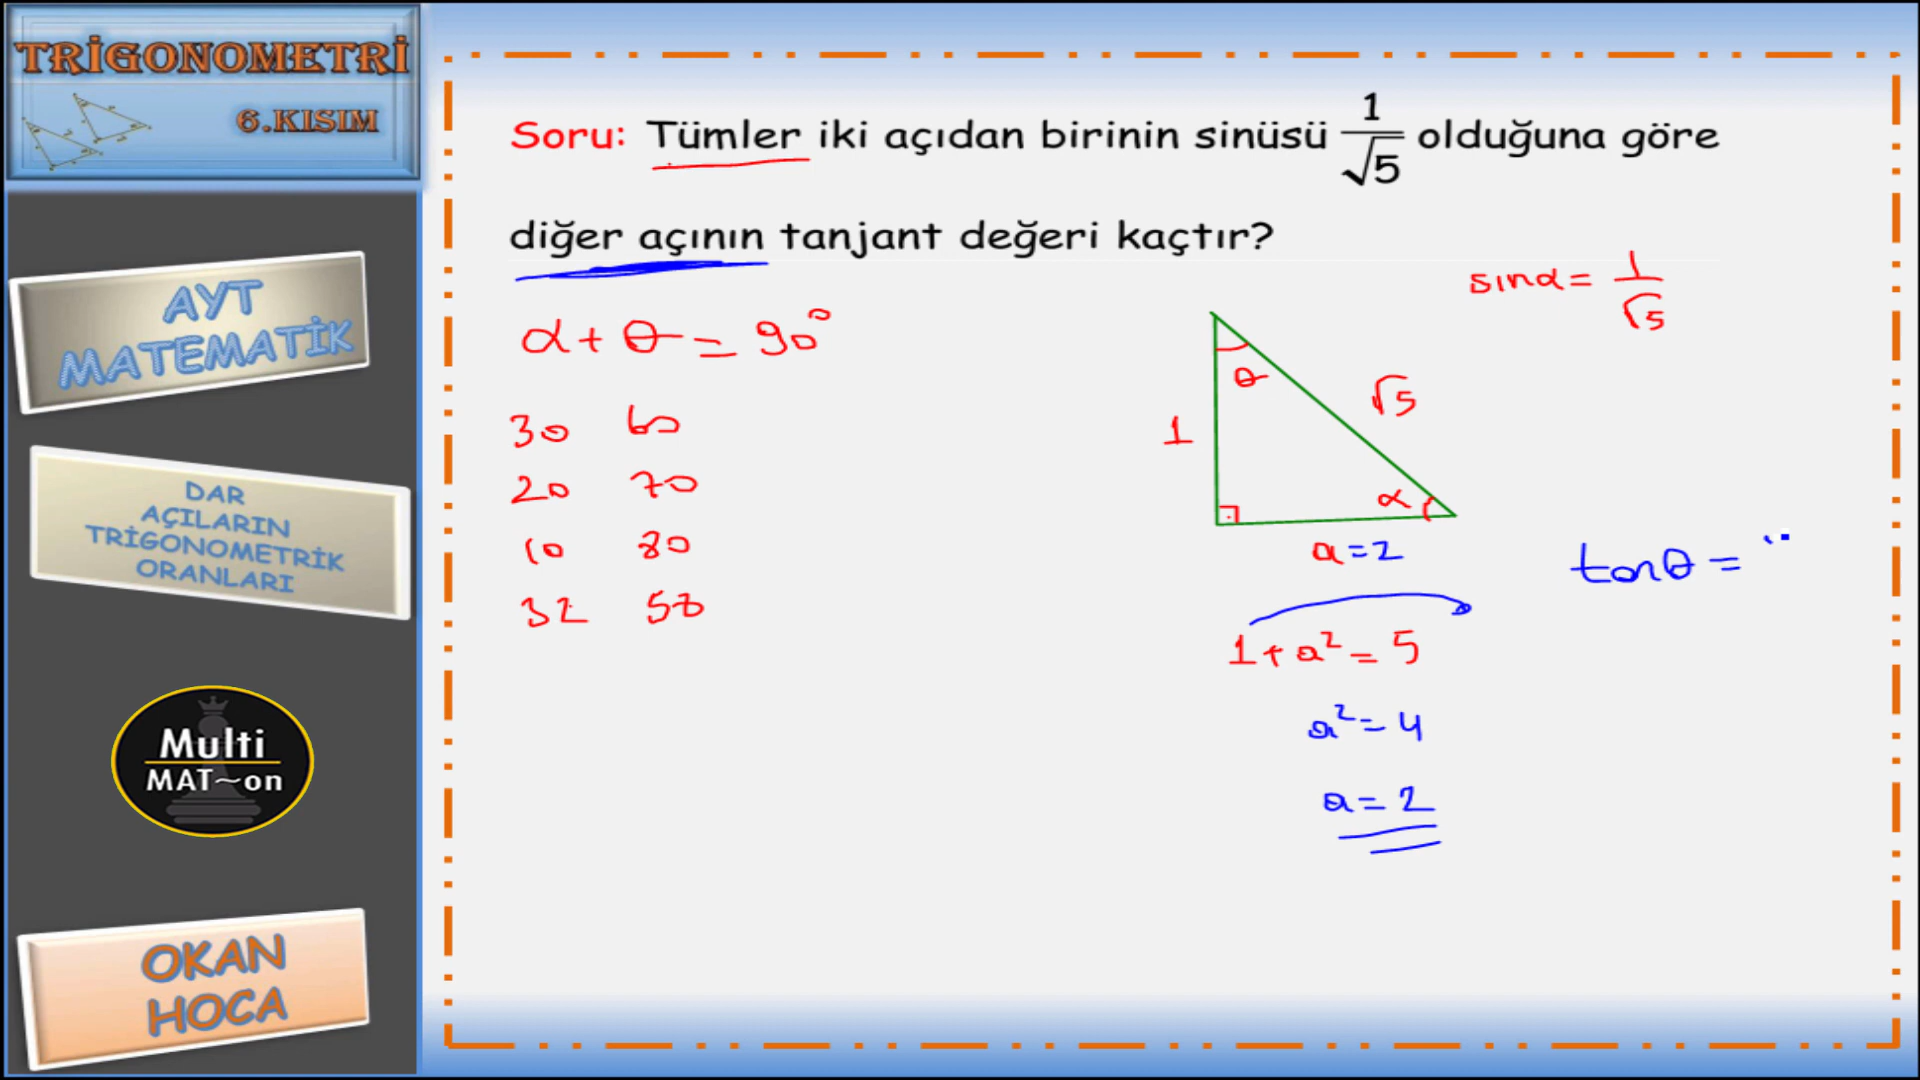 TRİGONOMETRİ
6.KISIM
AYT
MATEMATİK
DAR
AÇILARIN
TRİGONOMETRİK
ORANLARI
Multi
MAT~on
OKAN
HOCA
Soru: Tümler iki açıdan birinin sinüsü 1/√5 olduğuna göre
diğer açının tanjant değeri kaçtır?
sinα = 1/√5
α + θ = 90°
30 60
20 70
10 80
32 58
θ
√5
1
α
a = 2
tanθ =
1 + a² = 5
a² = 4
a = 2